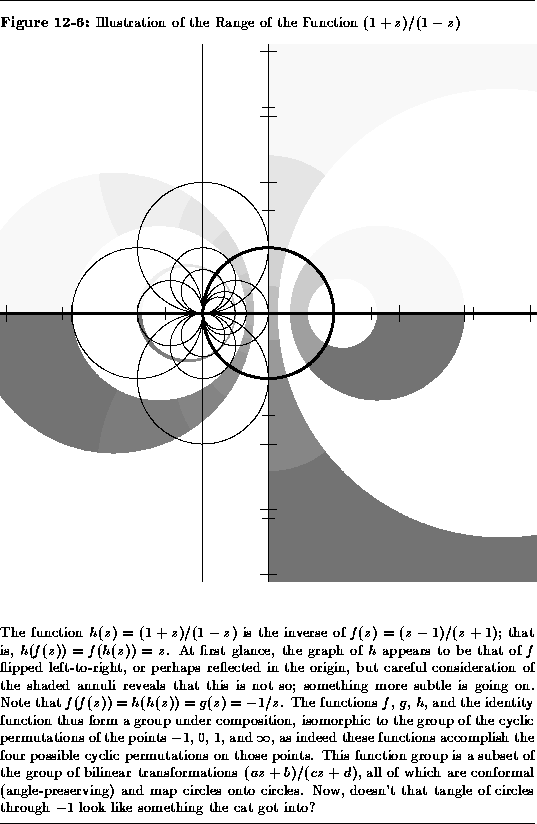 Figure 12-6: Illustration of the Range of the Function (1 + z)/(1 − z)
The function h(z) = (1 + z)/(1 − z) is the inverse of f(z) = (z − 1)/(z + 1); that
is, h(f(z)) = f(h(z)) = z. At first glance, the graph of h appears to be that of f
flipped left-to-right, or perhaps reflected in the origin, but careful consideration of
the shaded annuli reveals that this is not so; something more subtle is going on.
Note that f(f(z)) = h(h(z)) = g(z) = −1/z. The functions f, g, h, and the identity
function thus form a group under composition, isomorphic to the group of the cyclic
permutations of the points −1, 0, 1, and ∞, as indeed these functions accomplish the
four possible cyclic permutations on those points. This function group is a subset of
the group of bilinear transformations (az + b)/(cz + d), all of which are conformal
(angle-preserving) and map circles onto circles. Now, doesn't that tangle of circles
through −1 look like something the cat got into?